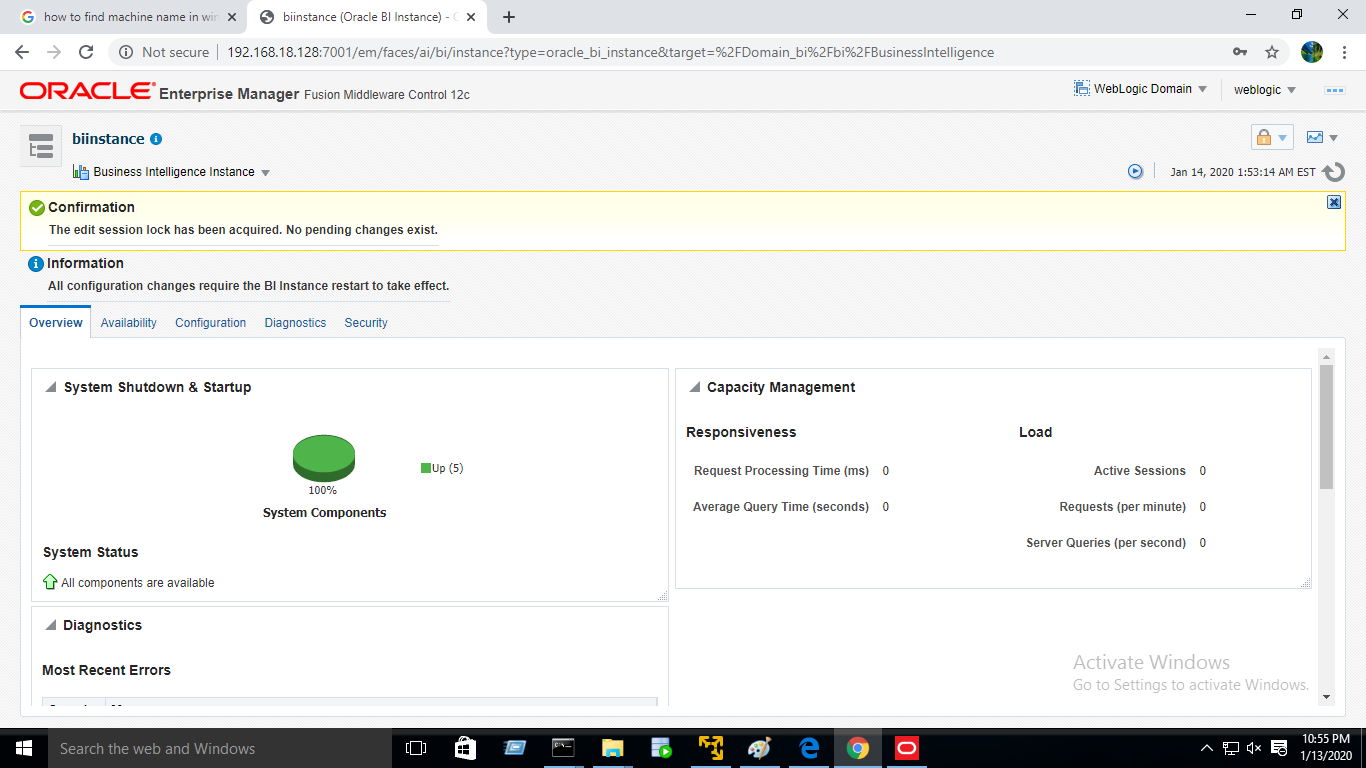 how to find machine name in win
biinstance (Oracle BI Instance) - O
Not secure | 192.168.18.128:7001/em/faces/ai/bi/instance?type=oracle_bi_instance&target=%2FDomain_bi%2Fbi%2FBusinessIntelligence
ORACLE® Enterprise Manager Fusion Middleware Control 12c
WebLogic Domain
weblogic
biinstance
Business Intelligence Instance
Jan 14, 2020 1:53:14 AM EST
Confirmation
The edit session lock has been acquired. No pending changes exist.
Information
All configuration changes require the BI Instance restart to take effect.
Overview Availability Configuration Diagnostics Security
System Shutdown & Startup
Up (5)
100%
System Components
System Status
All components are available
Capacity Management
Responsiveness
Request Processing Time (ms) 0
Average Query Time (seconds) 0
Load
Active Sessions 0
Requests (per minute) 0
Server Queries (per second) 0
Diagnostics
Most Recent Errors
Activate Windows
Go to Settings to activate Windows.
Search the web and Windows
10:55 PM
1/13/2020